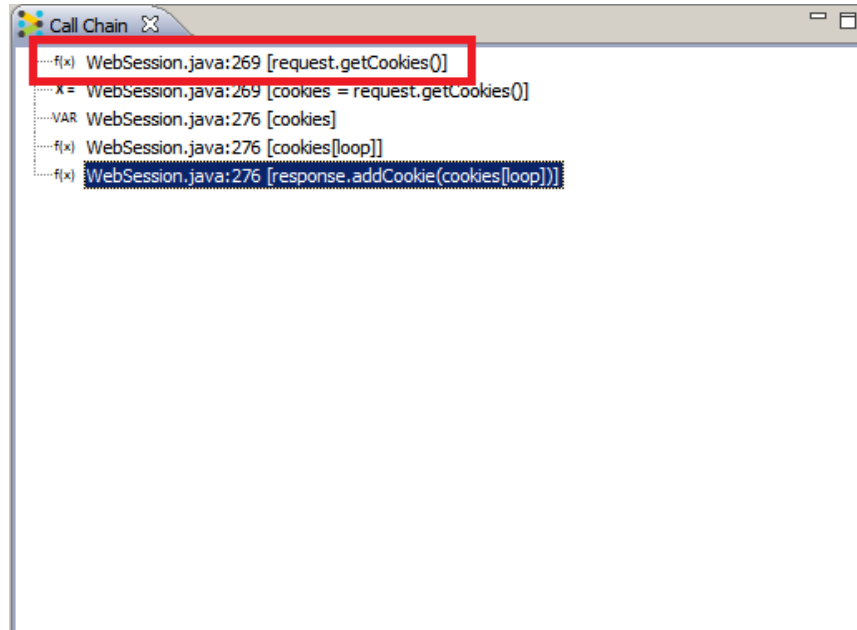 Call Chain
f(x) WebSession.java:269 [request.getCookies()]
X= WebSession.java:269 [cookies = request.getCookies()]
VAR WebSession.java:276 [cookies]
f(x) WebSession.java:276 [cookies[loop]]
f(x) WebSession.java:276 [response.addCookie(cookies[loop])]